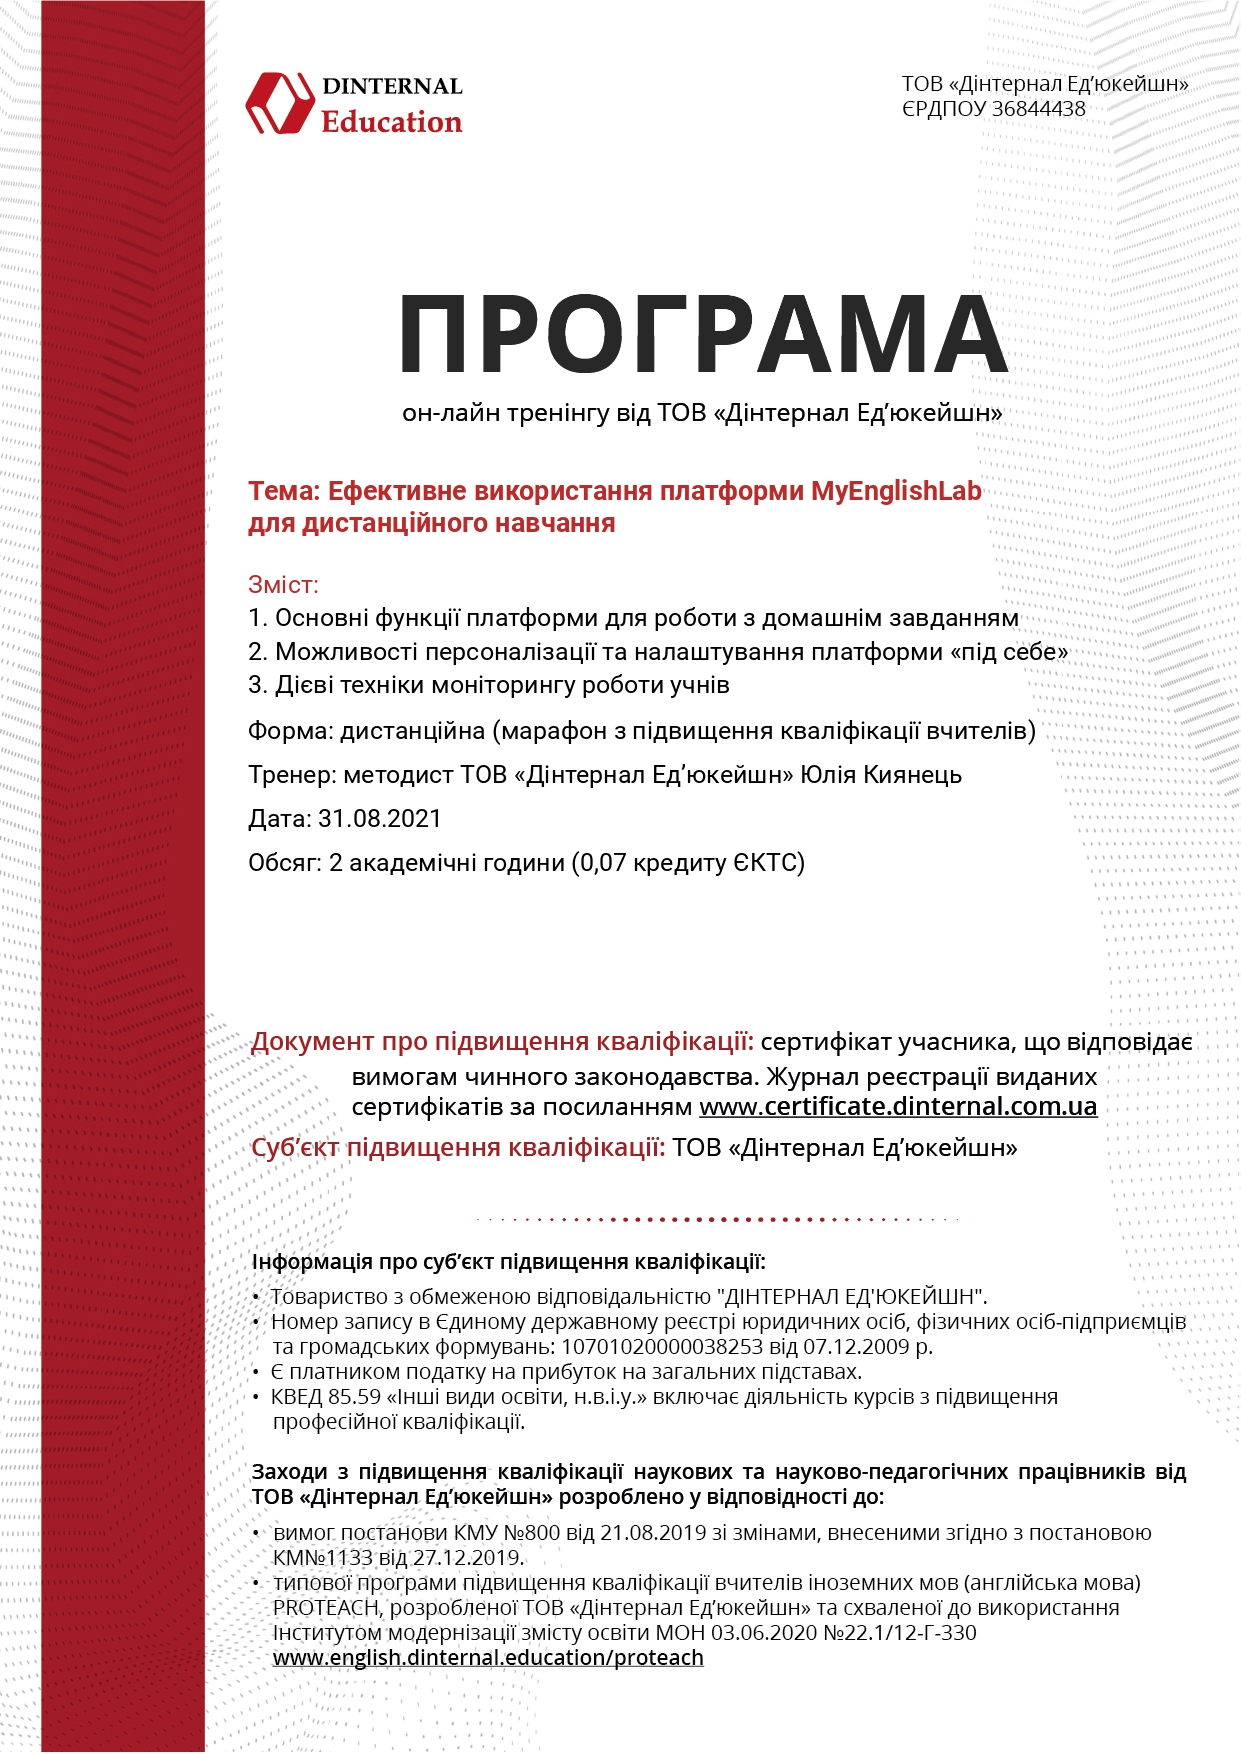 DINTERNAL
Education
ТОВ «Дінтернал Ед’юкейшн»
ЄРДПОУ 36844438
ПРОГРАМА
он-лайн тренінгу від ТОВ «Дінтернал Ед’юкейшн»
Тема: Ефективне використання платформи MyEnglishLab
для дистанційного навчання
Зміст:
1. Основні функції платформи для роботи з домашнім завданням
2. Можливості персоналізації та налаштування платформи «під себе»
3. Дієві техніки моніторингу роботи учнів
Форма: дистанційна (марафон з підвищення кваліфікації вчителів)
Тренер: методист ТОВ «Дінтернал Ед’юкейшн» Юлія Киянець
Дата: 31.08.2021
Обсяг: 2 академічні години (0,07 кредиту ЄКТС)
Документ про підвищення кваліфікації: сертифікат учасника, що відповідає
вимогам чинного законодавства. Журнал реєстрації виданих
сертифікатів за посиланням www.certificate.dinternal.com.ua
Суб’єкт підвищення кваліфікації: ТОВ «Дінтернал Ед’юкейшн»
Інформація про суб’єкт підвищення кваліфікації:
• Товариство з обмеженою відповідальністю "ДІНТЕРНАЛ ЕД'ЮКЕЙШН".
• Номер запису в Єдиному державному реєстрі юридичних осіб, фізичних осіб-підприємців
та громадських формувань: 10701020000038253 від 07.12.2009 р.
• Є платником податку на прибуток на загальних підставах.
• КВЕД 85.59 «Інші види освіти, н.в.і.у.» включає діяльність курсів з підвищення
професійної кваліфікації.
Заходи з підвищення кваліфікації наукових та науково-педагогічних працівників від
ТОВ «Дінтернал Ед’юкейшн» розроблено у відповідності до:
• вимог постанови КМУ №800 від 21.08.2019 зі змінами, внесеними згідно з постановою
КМ№1133 від 27.12.2019.
• типової програми підвищення кваліфікації вчителів іноземних мов (англійська мова)
PROTEACH, розробленої ТОВ «Дінтернал Ед’юкейшн» та схваленої до використання
Інститутом модернізації змісту освіти МОН 03.06.2020 №22.1/12-Г-330
www.english.dinternal.education/proteach